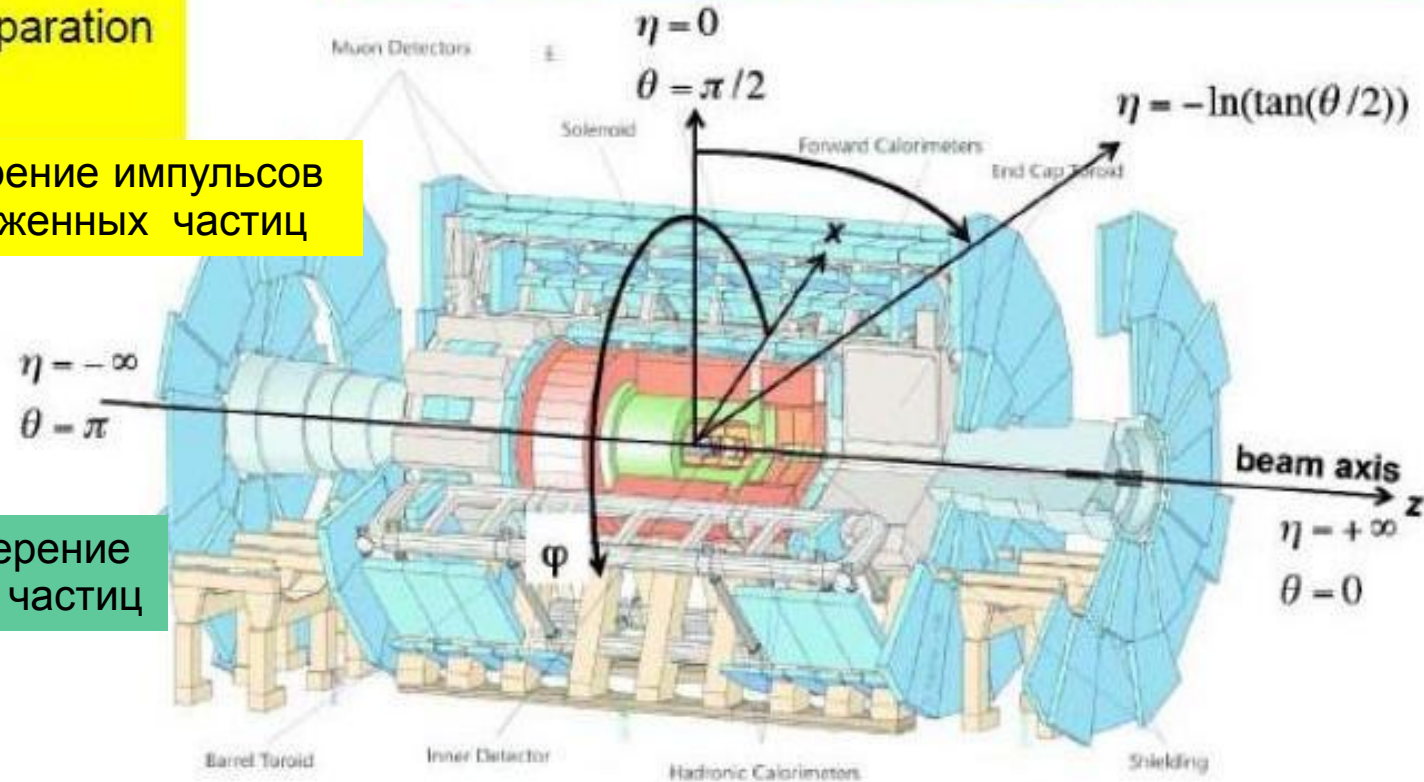 paration
Muon Detectors
η = 0
θ = π/2
η = -ln(tan(θ/2))
Solenoid
Forward Calorimeters
End Cap Toroid
рение импульсов
женных частиц
x
η = -∞
θ = π
beam axis
z
η = +∞
θ = 0
φ
ерение
частиц
Barrel Toroid
Inner Detector
Hadronic Calorimeters
Shielding